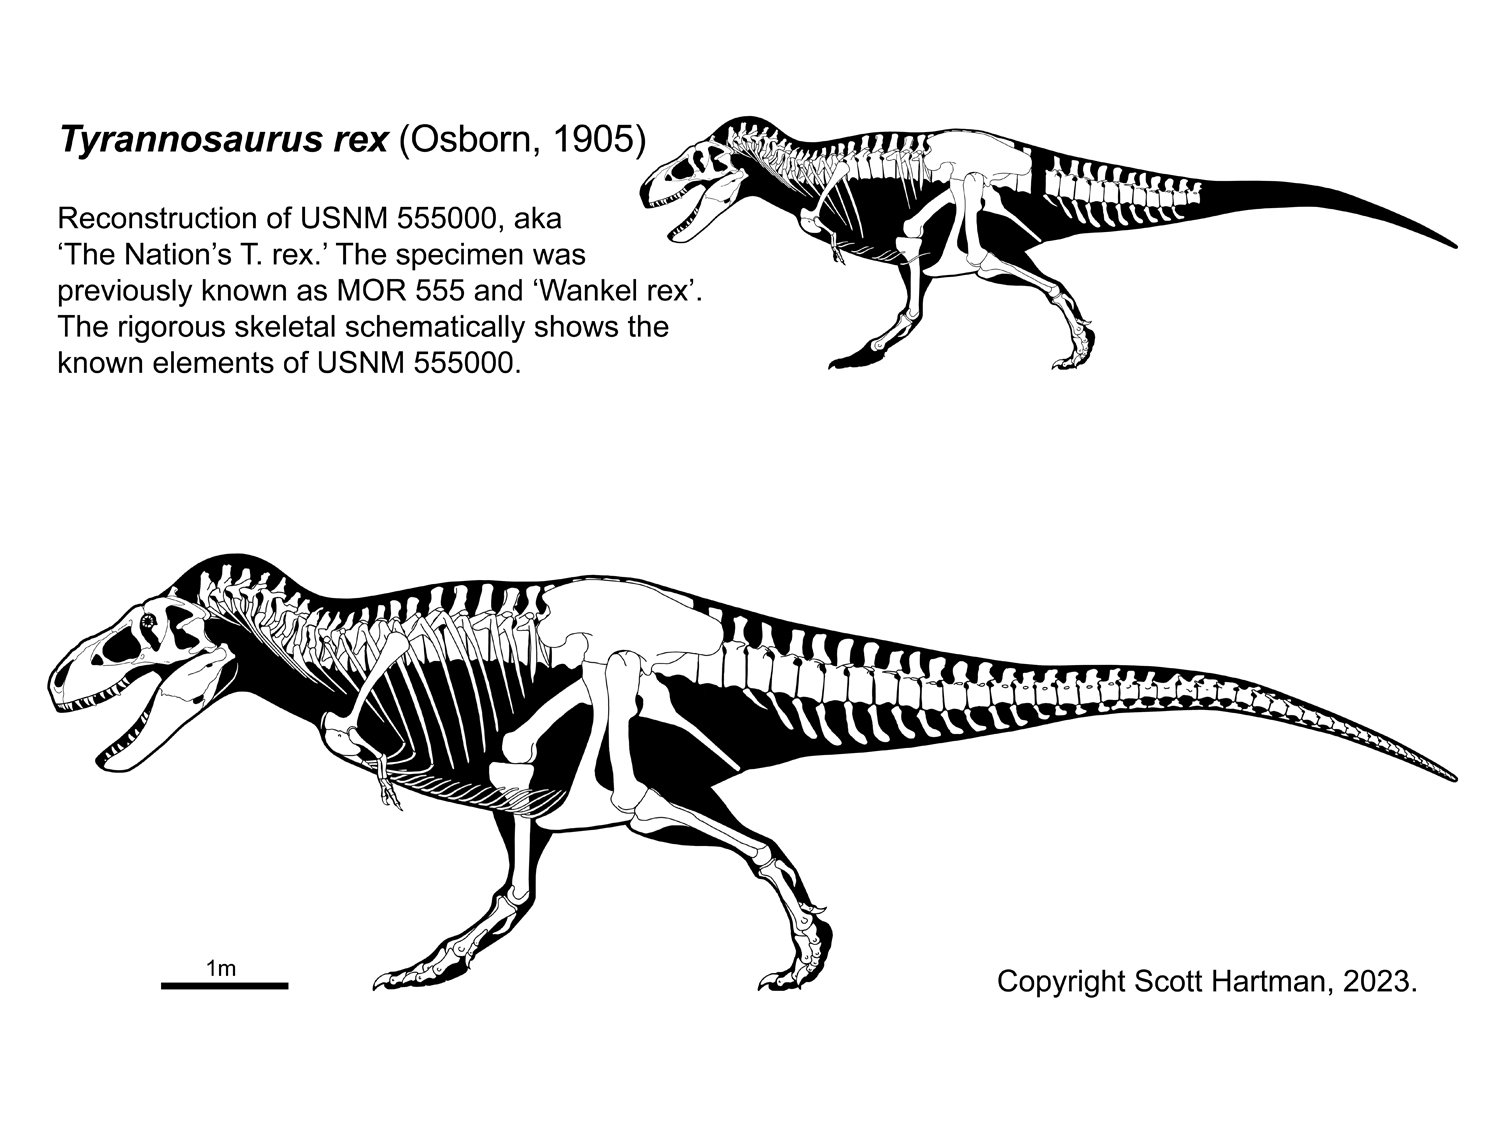 Tyrannosaurus rex (Osborn, 1905)
Reconstruction of USNM 555000, aka
‘The Nation’s T. rex.’ The specimen was
previously known as MOR 555 and ‘Wankel rex’.
The rigorous skeletal schematically shows the
known elements of USNM 555000.
1m
Copyright Scott Hartman, 2023.